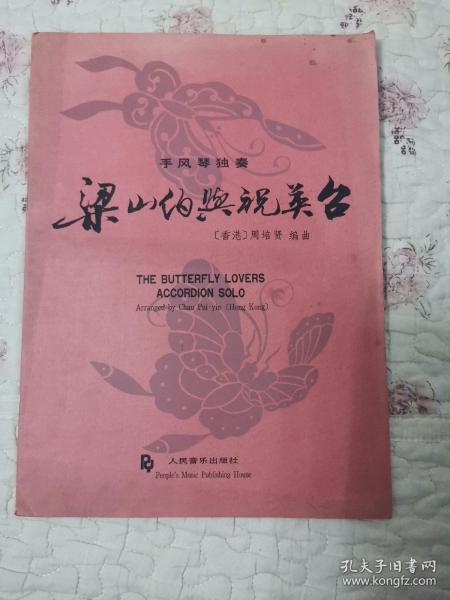 手风琴独奏
梁山伯與祝英台
〔香港〕周培贤 编曲
THE BUTTERFLY LOVERS
ACCORDION SOLO
Arranged by Chau Pui-yin (Hong Kong)
人民音乐出版社
People's Music Publishing House
孔夫子旧书网
www.kongfz.com